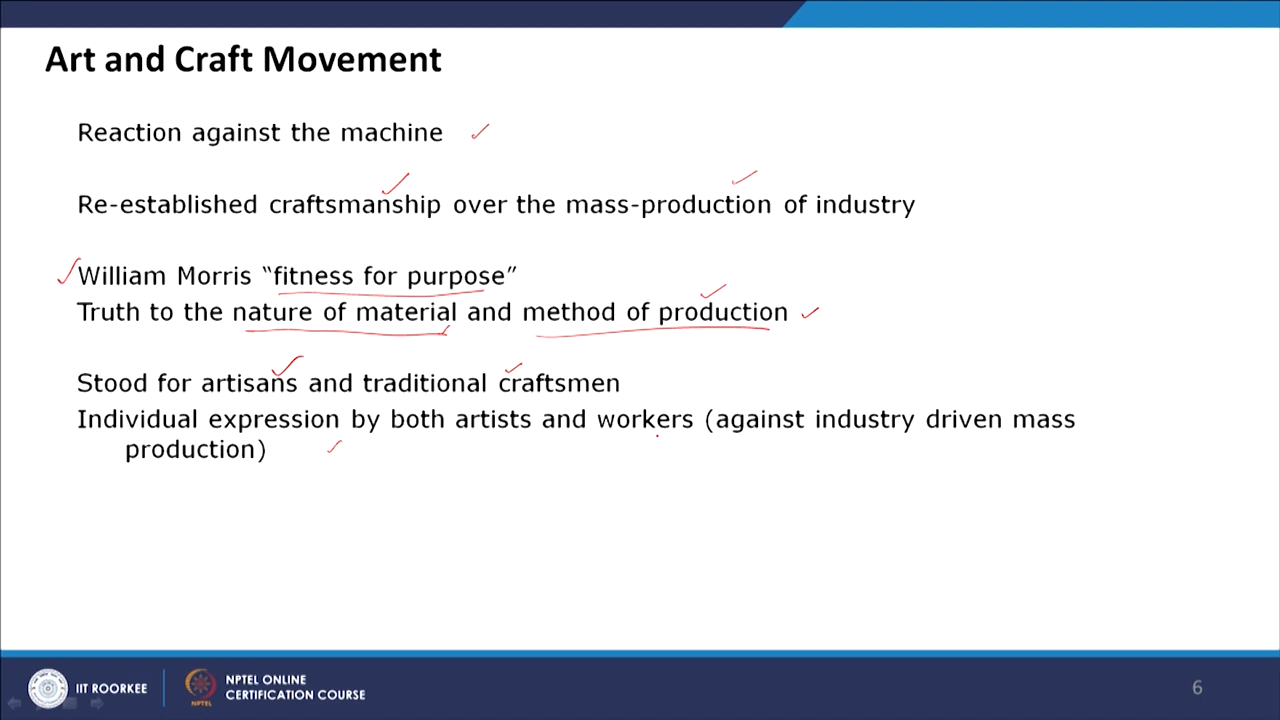 Art and Craft Movement
Reaction against the machine
Re-established craftsmanship over the mass-production of industry
William Morris “fitness for purpose”
Truth to the nature of material and method of production
Stood for artisans and traditional craftsmen
Individual expression by both artists and workers (against industry driven mass
production)
IIT ROORKEE
NPTEL
NPTEL ONLINE
CERTIFICATION COURSE
6